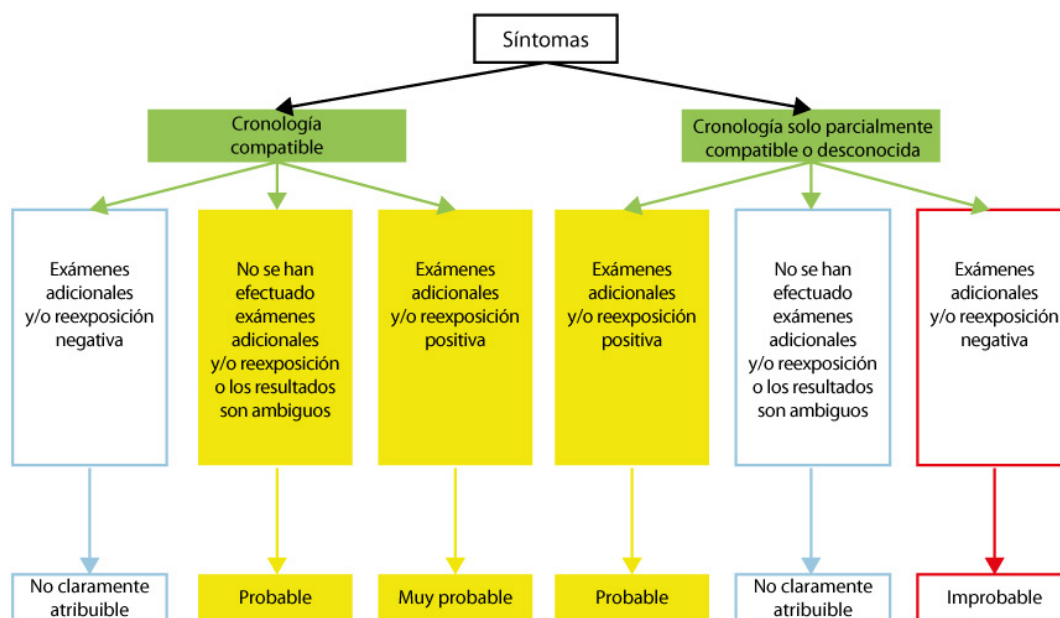 Síntomas
Cronología
compatible
Cronología solo parcialmente
compatible o desconocida
Exámenes
adicionales
y/o reexposición
negativa
No se han
efectuado
exámenes
adicionales
y/o reexposición
o los resultados
son ambiguos
Exámenes
adicionales
y/o reexposición
positiva
Exámenes
adicionales
y/o reexposición
positiva
No se han
efectuado
exámenes
adicionales
y/o reexposición
o los resultados
son ambiguos
Exámenes
adicionales
y/o reexposición
negativa
No claramente
atribuible
Probable
Muy probable
Probable
No claramente
atribuible
Improbable